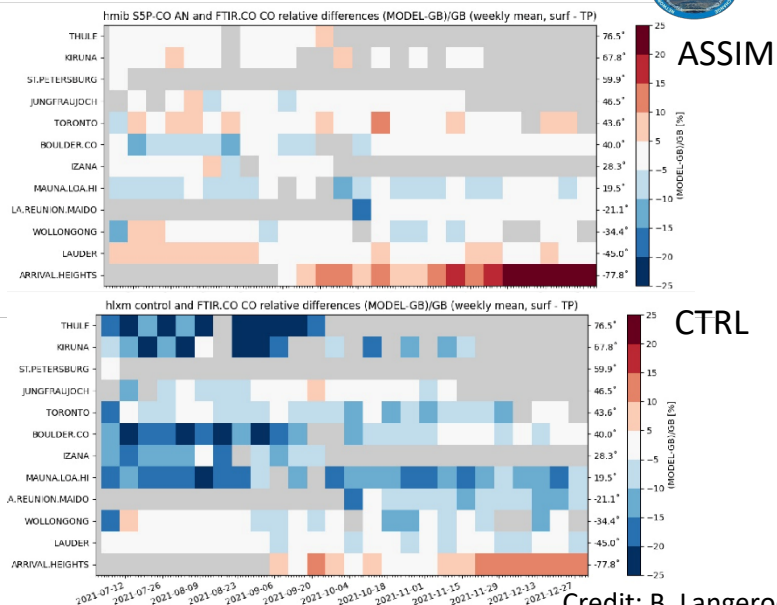 hmib S5P-CO AN and FTIR.CO CO relative differences (MODEL-GB)/GB (weekly mean, surf - TP)
THULE
KIRUNA
ST.PETERSBURG
JUNGFRAUJOCH
TORONTO
BOULDER.CO
IZANA
MAUNA.LOA.HI
LA.REUNION.MAIDO
WOLLONGONG
LAUDER
ARRIVAL.HEIGHTS
76.5°
67.8°
59.9°
46.5°
43.6°
40.0°
28.3°
19.5°
-21.1°
-34.4°
-45.0°
-77.8°
25
20
15
10
5
-5
-10
-15
-20
-25
(MODEL-GB)/GB [%]
ASSIM
hlxm control and FTIR.CO CO relative differences (MODEL-GB)/GB (weekly mean, surf - TP)
THULE
KIRUNA
ST.PETERSBURG
JUNGFRAUJOCH
TORONTO
BOULDER.CO
IZANA
MAUNA.LOA.HI
A.REUNION.MAIDO
WOLLONGONG
LAUDER
ARRIVAL.HEIGHTS
76.5°
67.8°
59.9°
46.5°
43.6°
40.0°
28.3°
19.5°
-21.1°
-34.4°
-45.0°
-77.8°
25
20
15
10
5
-5
-10
-15
-20
-25
(MODEL-GB)/GB [%]
CTRL
2021-07-12
2021-07-26
2021-08-09
2021-08-23
2021-09-06
2021-09-20
2021-10-04
2021-10-18
2021-11-01
2021-11-15
2021-11-29
2021-12-13
2021-12-27
Credit: B. Langero